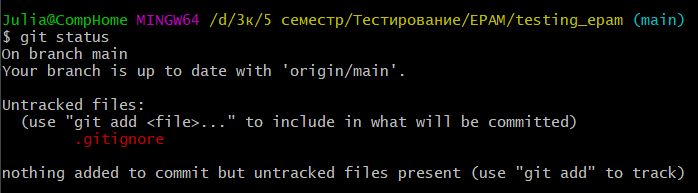 Julia@CompHome MINGW64 /d/3к/5 семестр/Тестирование/EPAM/testing_epam (main)
$ git status
On branch main
Your branch is up to date with 'origin/main'.
Untracked files:
(use "git add <file>..." to include in what will be committed)
.gitignore
nothing added to commit but untracked files present (use "git add" to track)